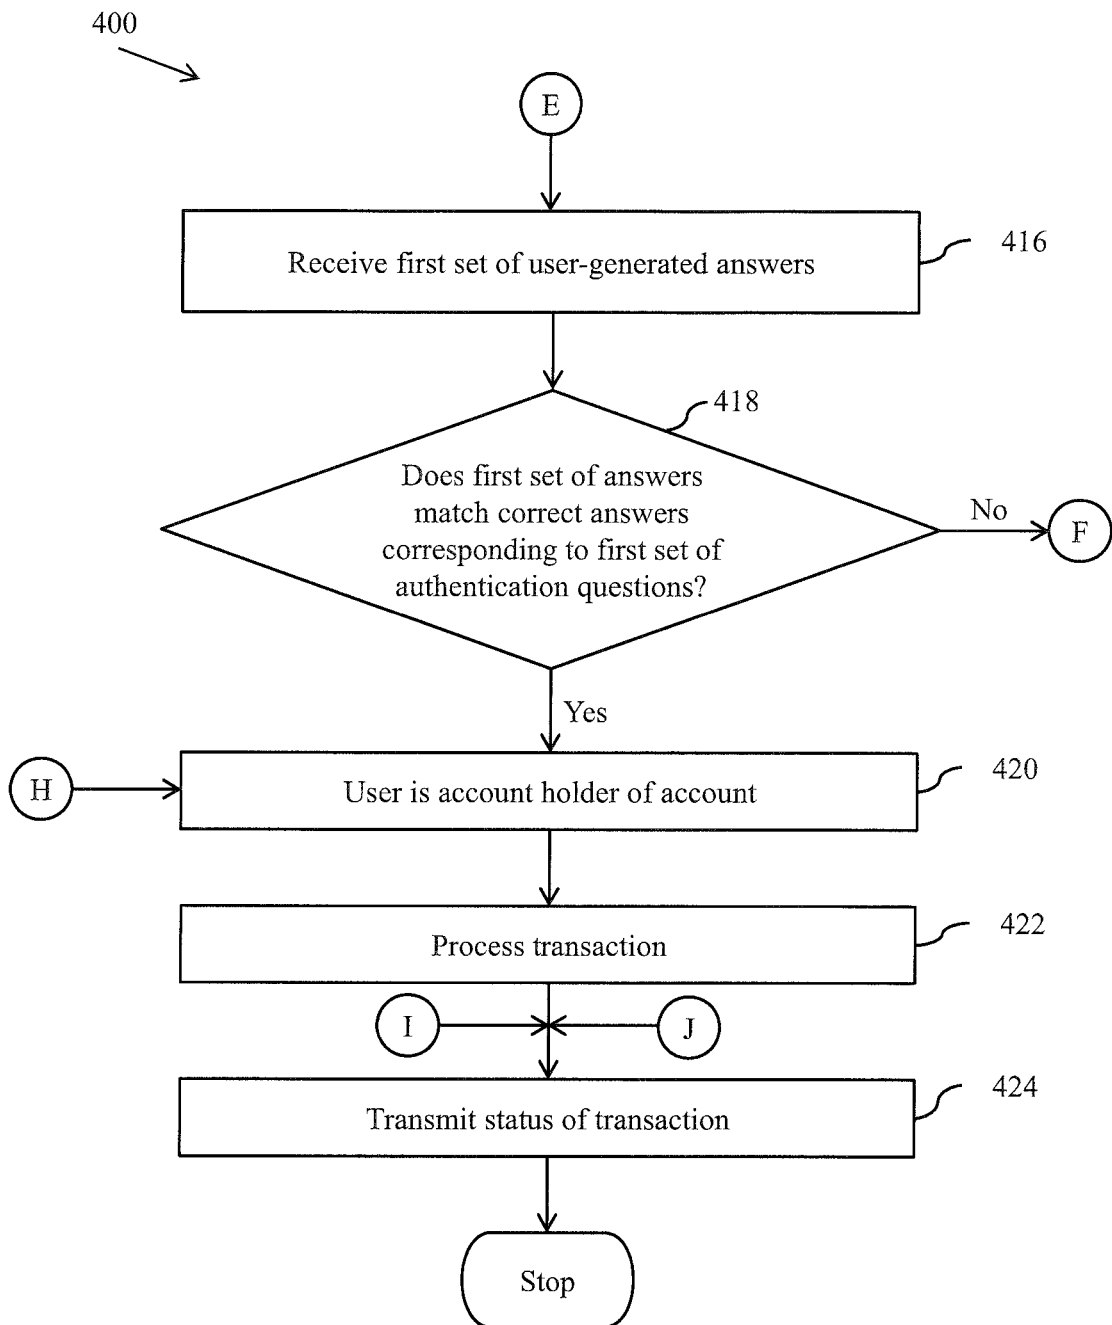 400
E
Receive first set of user-generated answers
416
418
Does first set of answers
match correct answers
corresponding to first set of
authentication questions?
No
F
Yes
H
User is account holder of account
420
Process transaction
422
I
J
Transmit status of transaction
424
Stop